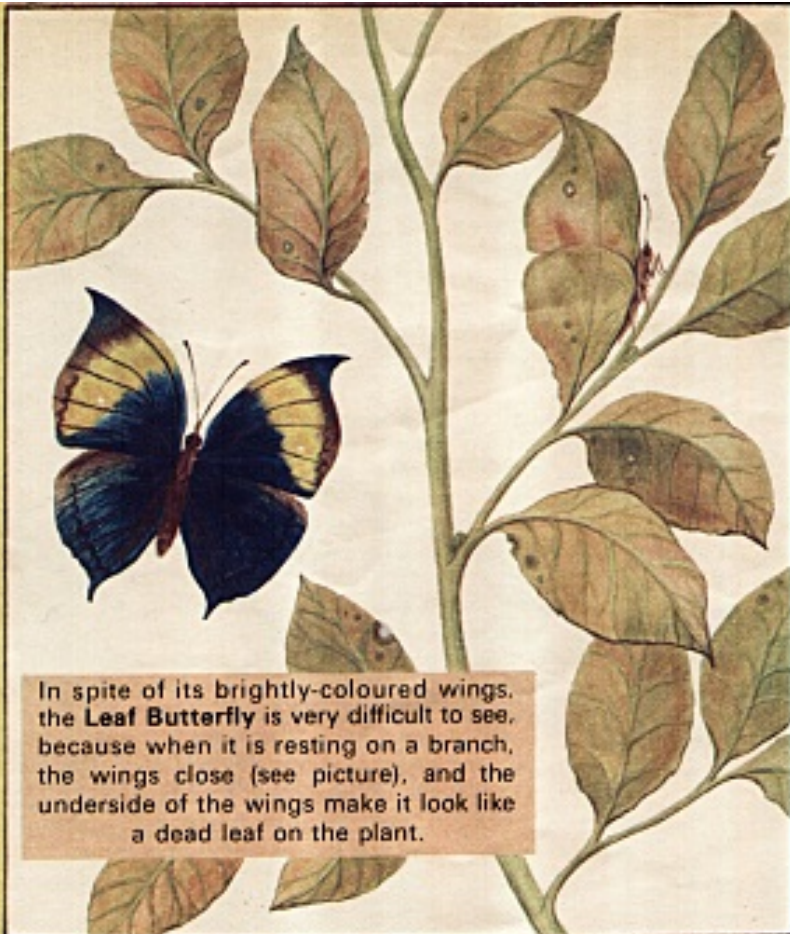 In spite of its brightly-coloured wings,
the Leaf Butterfly is very difficult to see,
because when it is resting on a branch,
the wings close (see picture), and the
underside of the wings make it look like
a dead leaf on the plant.